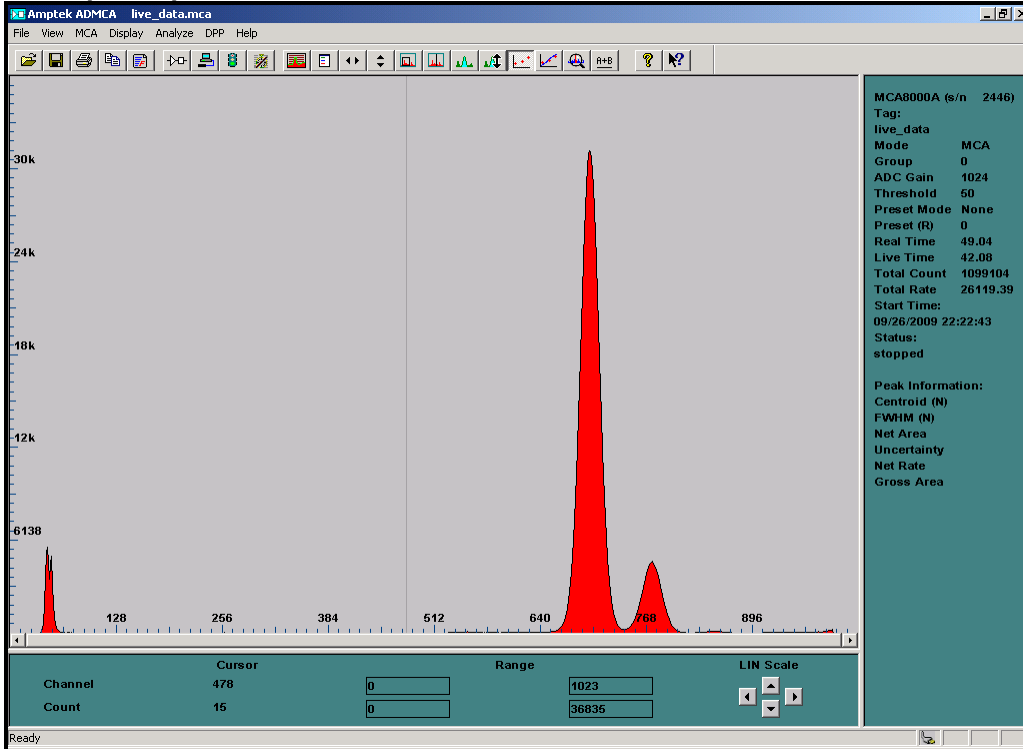 Amptek ADMCA live_data.mca
File View MCA Display Analyze DPP Help
A+B
30k
24k
18k
12k
6138
128 256 384 512 640 768 896
MCA8000A (s/n 2446)
Tag:
live_data
Mode MCA
Group 0
ADC Gain 1024
Threshold 50
Preset Mode None
Preset (R) 0
Real Time 49.04
Live Time 42.08
Total Count 1099104
Total Rate 26119.39
Start Time:
09/26/2009 22:22:43
Status:
stopped
Peak Information:
Centroid (N)
FWHM (N)
Net Area
Uncertainty
Net Rate
Gross Area
Cursor Range LIN Scale
Channel 478 0 1023
Count 15 0 36835
Ready